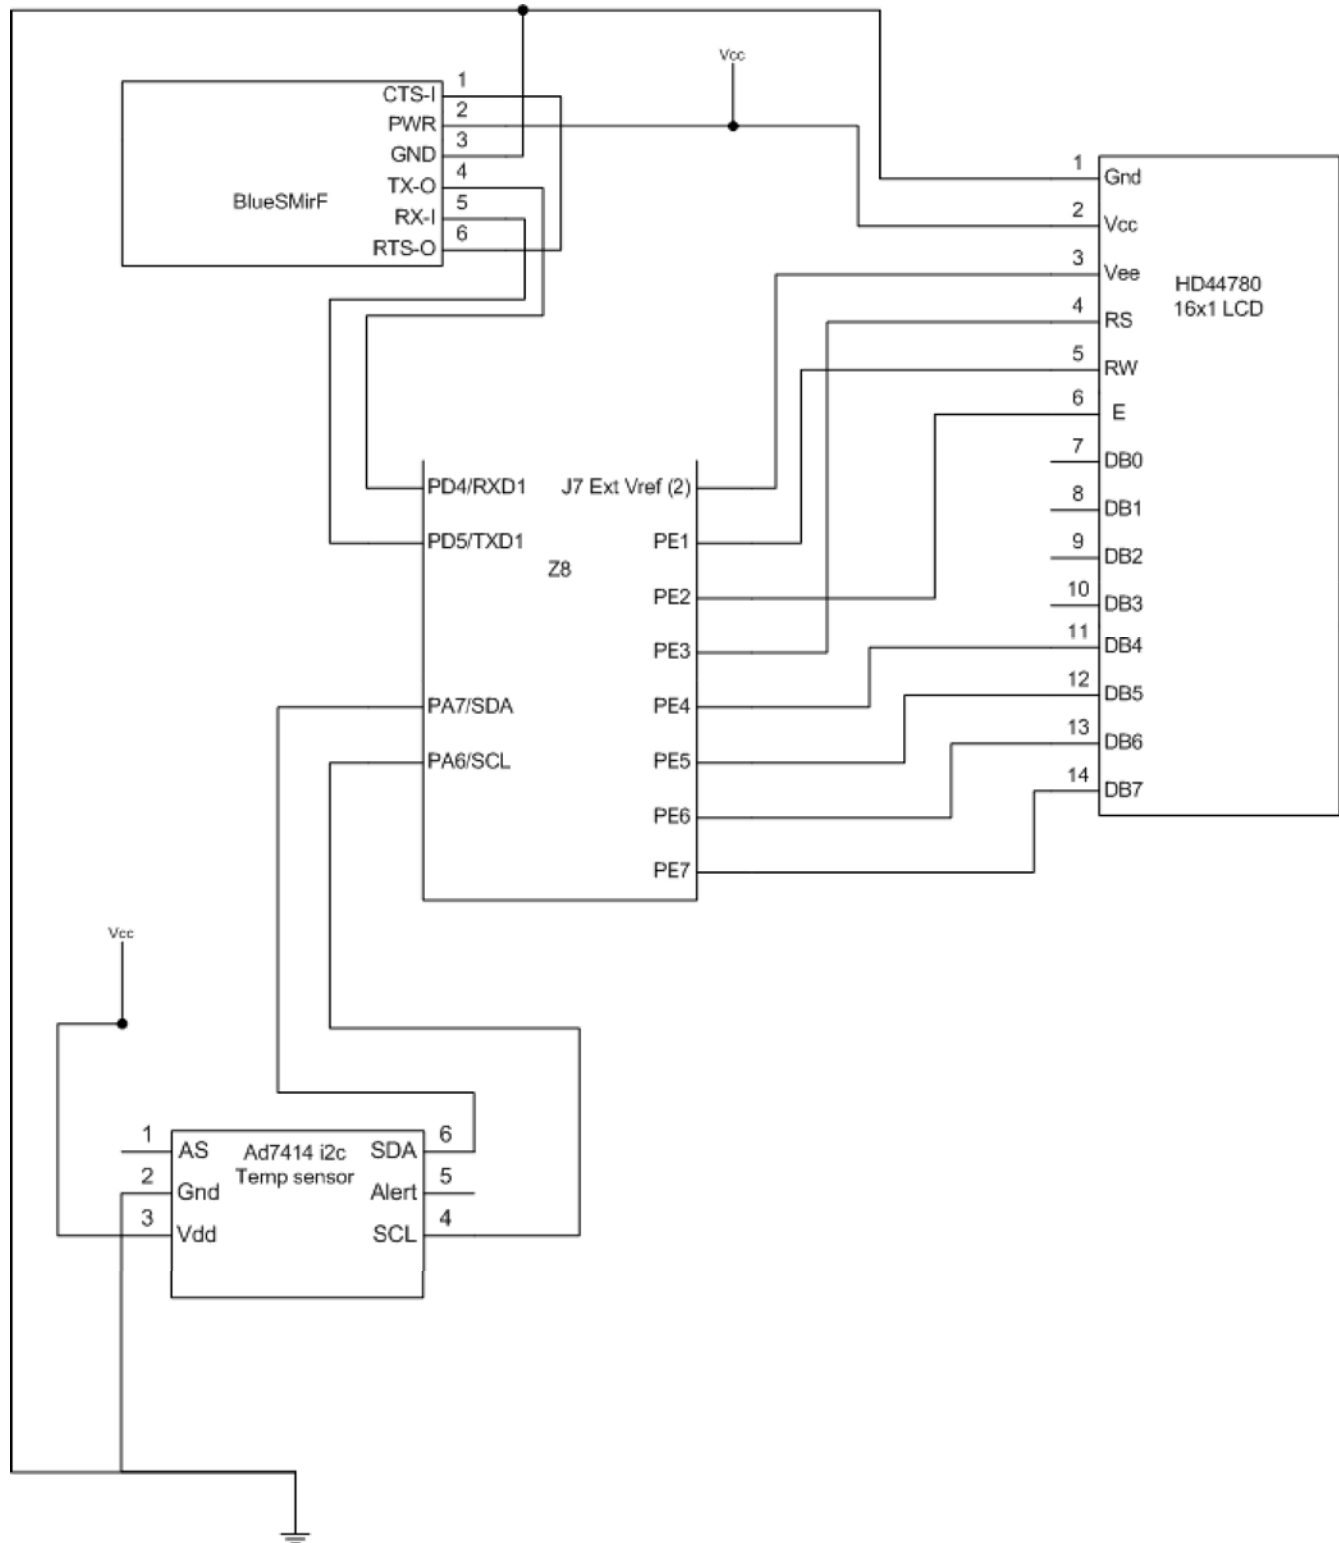 Vcc
BlueSMirF
CTS-I 1
PWR 2
GND 3
TX-O 4
RX-I 5
RTS-O 6
HD44780
16x1 LCD
1 Gnd
2 Vcc
3 Vee
4 RS
5 RW
6 E
7 DB0
8 DB1
9 DB2
10 DB3
11 DB4
12 DB5
13 DB6
14 DB7
Z8
PD4/RXD1
PD5/TXD1
PA7/SDA
PA6/SCL
J7 Ext Vref (2)
PE1
PE2
PE3
PE4
PE5
PE6
PE7
Vcc
Ad7414 i2c
Temp sensor
1 AS
2 Gnd
3 Vdd
SDA 6
Alert 5
SCL 4